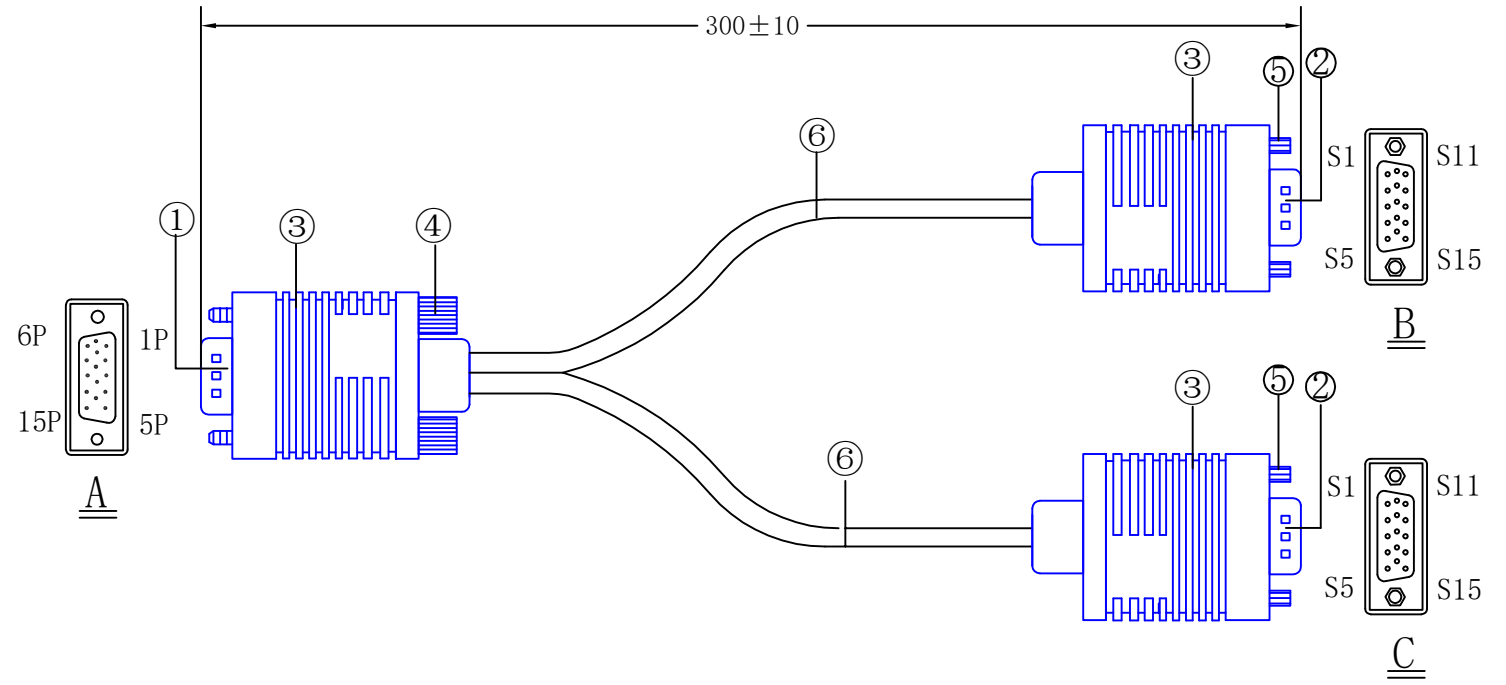 300±10
③
⑤
②
⑥
S1
S11
①
③
④
S5
S15
6P
1P
B
15P
5P
③
⑤
②
⑥
S1
S11
A
S5
S15
C